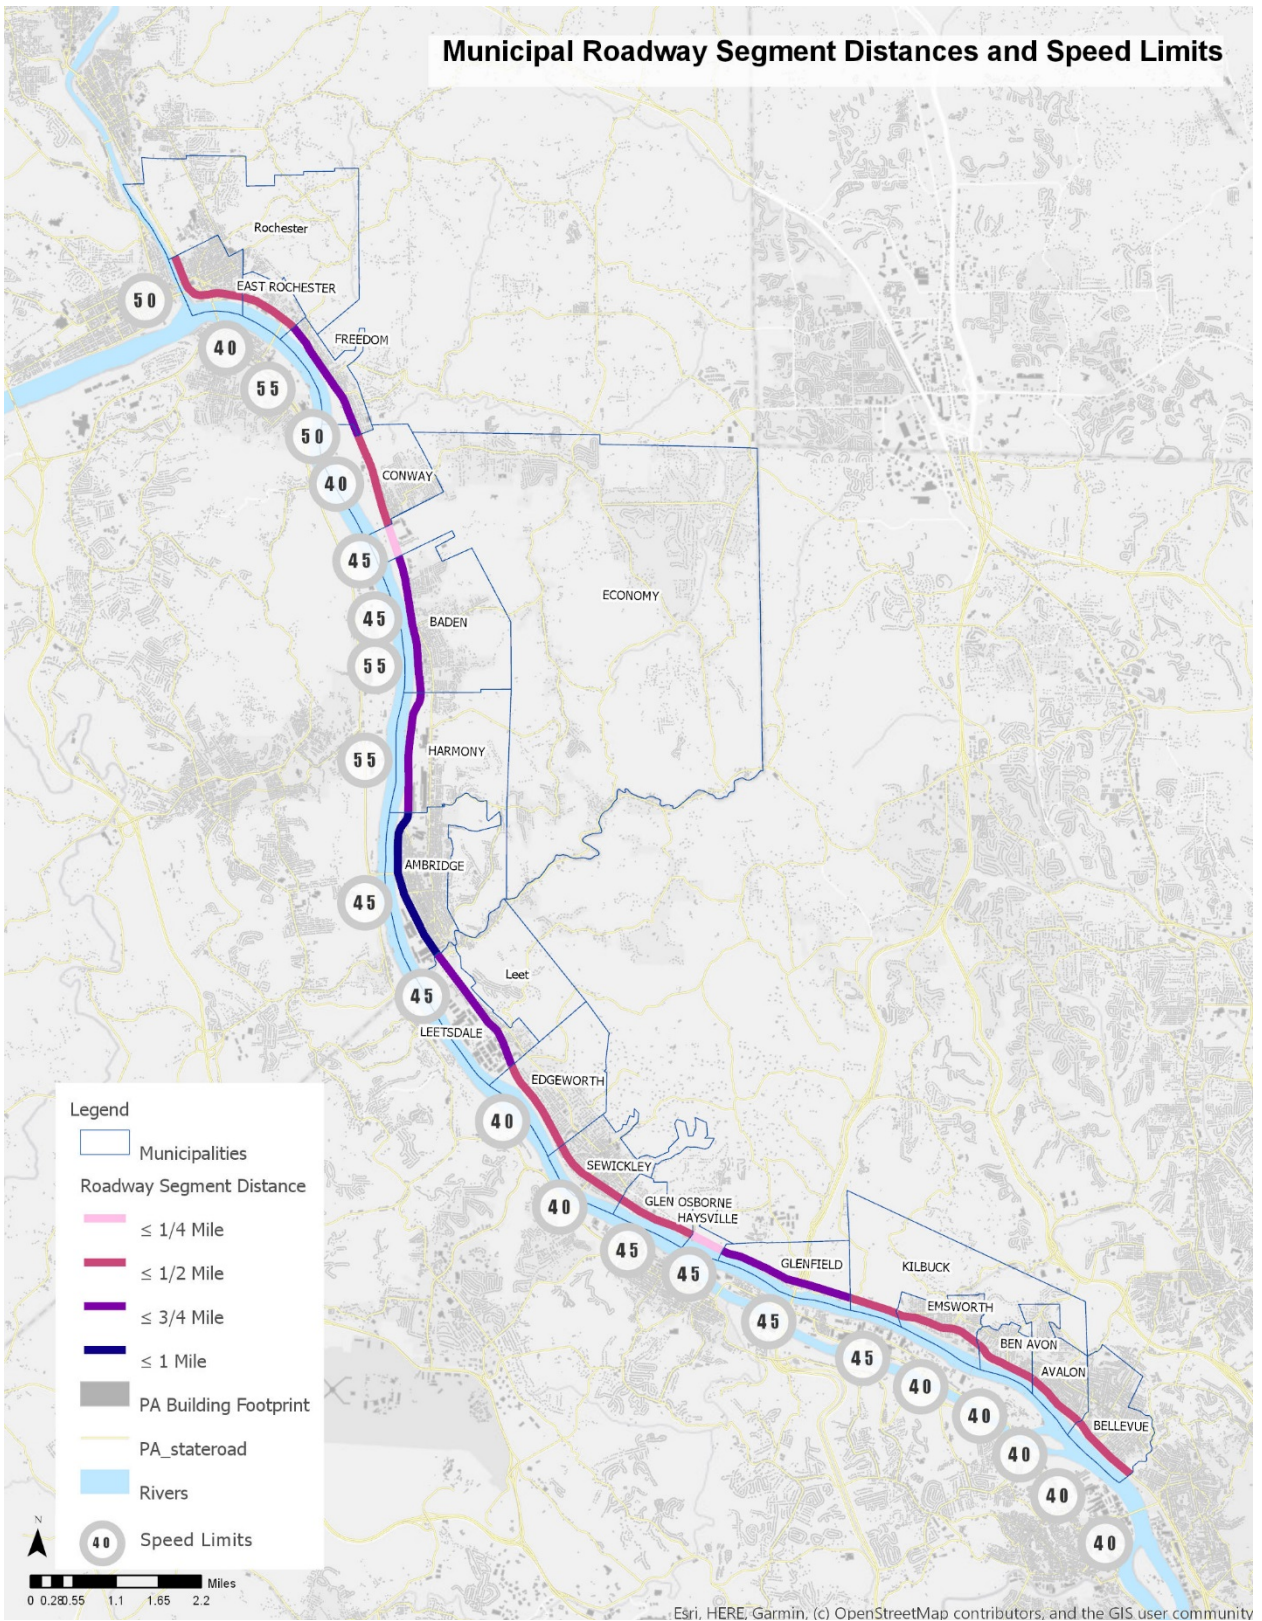 Municipal Roadway Segment Distances and Speed Limits
Rochester
EAST ROCHESTER
50
FREEDOM
40
55
50
CONWAY
40
45
ECONOMY
45
BADEN
55
HARMONY
55
AMBRIDGE
45
Leet
45
LEETSDALE
EDGEWORTH
40
SEWICKLEY
GLEN OSBORNE
40
HAYSVILLE
45
GLENFIELD
KILBUCK
45
EMSWORTH
45
BEN AVON
45
AVALON
40
40
BELLEVUE
40
40
40
Legend
Municipalities
Roadway Segment Distance
≤ 1/4 Mile
≤ 1/2 Mile
≤ 3/4 Mile
≤ 1 Mile
PA Building Footprint
PA_stateroad
Rivers
40 Speed Limits
N
Miles
0 0.28 0.55 1.1 1.65 2.2
Esri, HERE, Garmin, (c) OpenStreetMap contributors, and the GIS user community